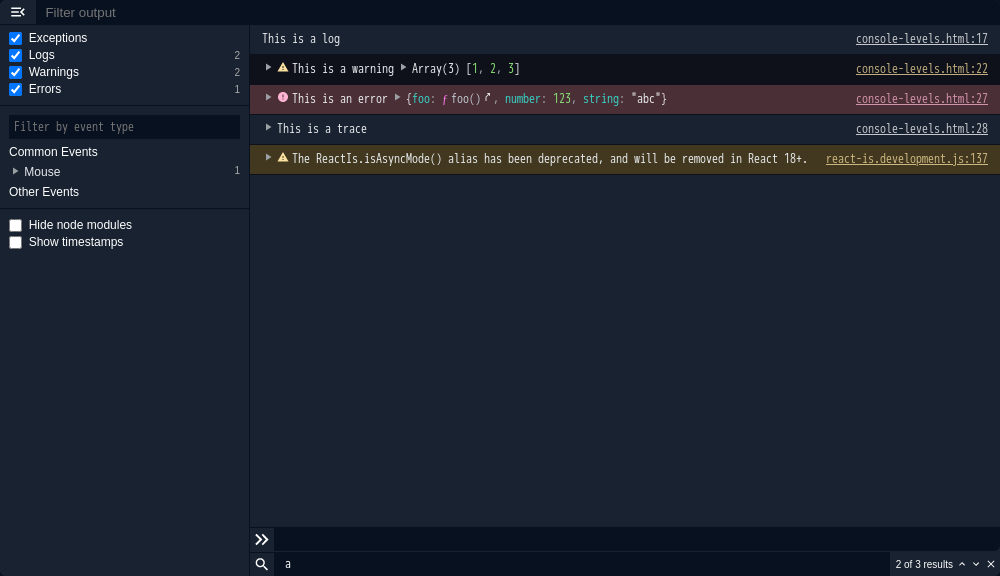 Filter output
Exceptions
Logs 2
Warnings 2
Errors 1
Filter by event type
Common Events
Mouse 1
Other Events
Hide node modules
Show timestamps
This is a log console-levels.html:17
This is a warning Array(3) [1, 2, 3] console-levels.html:22
This is an error {foo: ƒ foo(), number: 123, string: "abc"} console-levels.html:27
This is a trace console-levels.html:28
The ReactIs.isAsyncMode() alias has been deprecated, and will be removed in React 18+. react-is.development.js:137
a 2 of 3 results